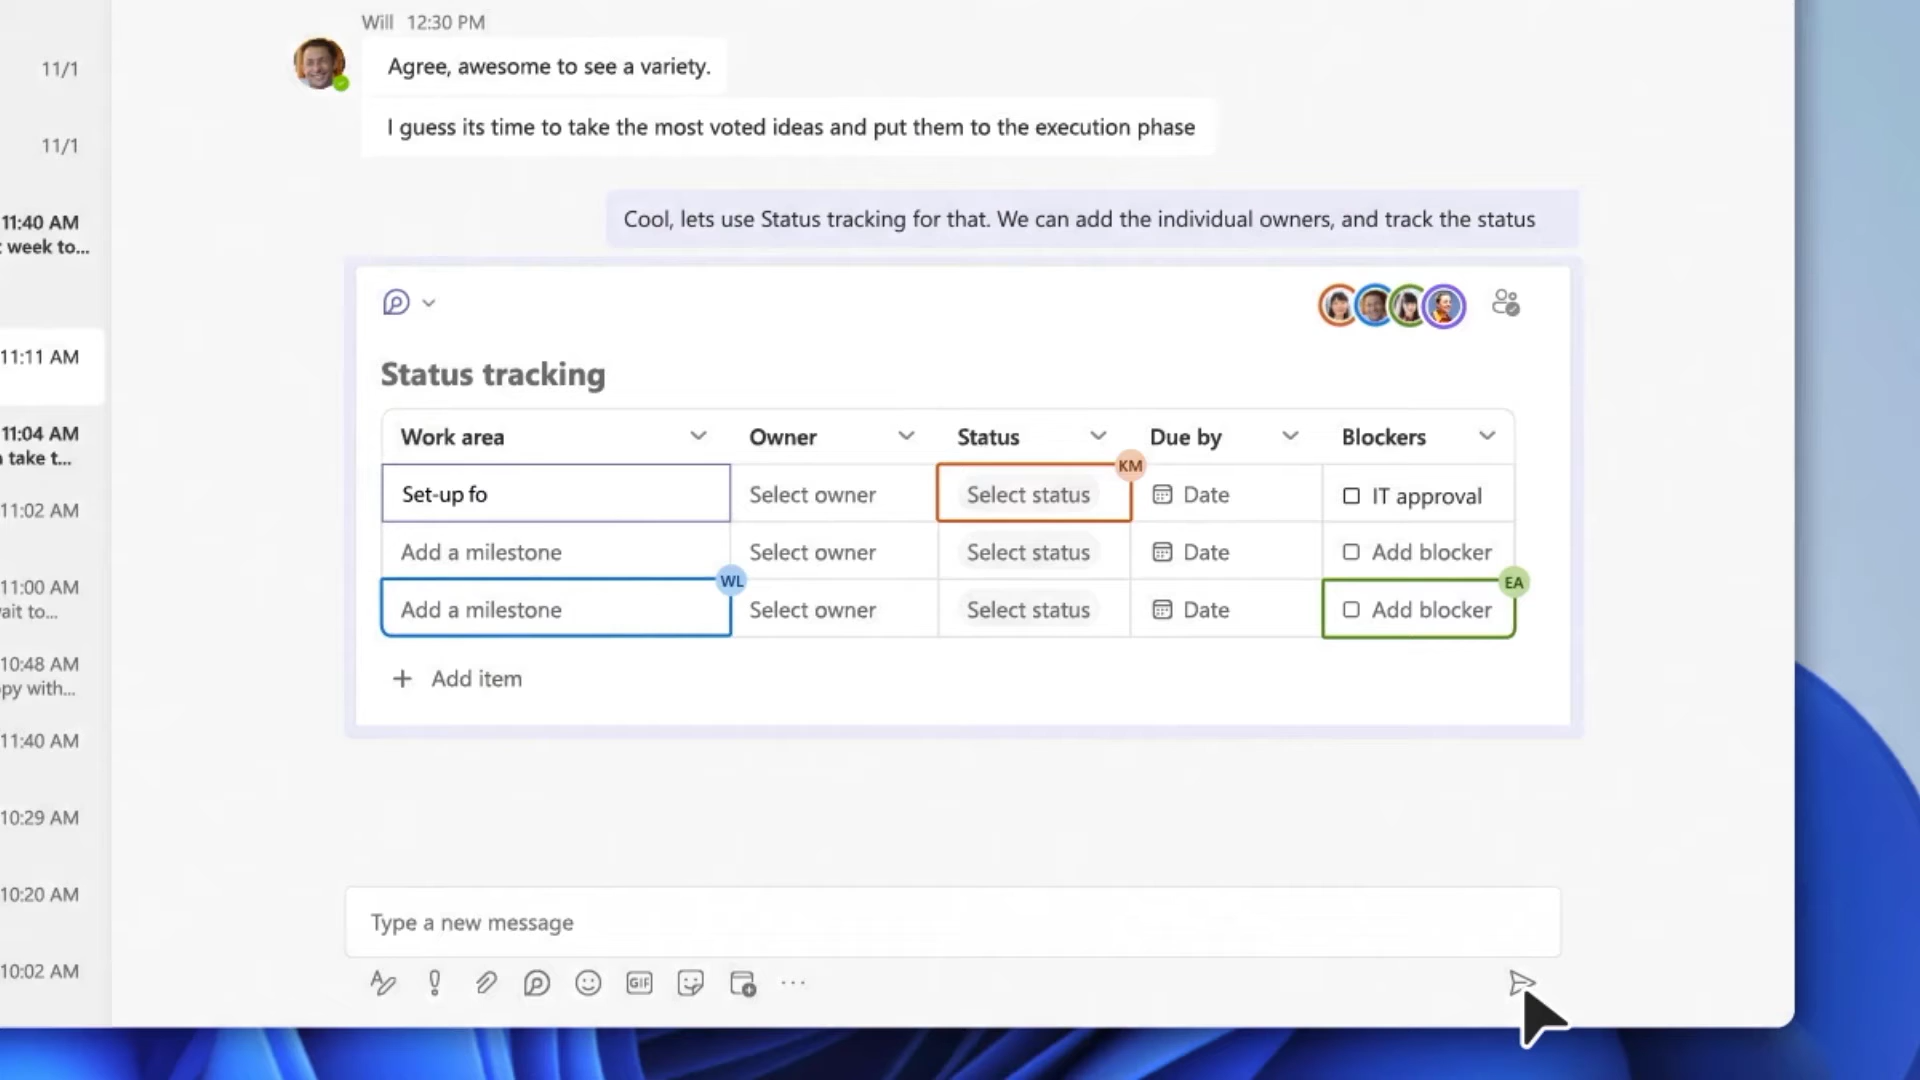 Will 12:30 PM
11/1
Agree, awesome to see a variety.
I guess its time to take the most voted ideas and put them to the execution phase
11/1
11:40 AM
week to...
Cool, lets use Status tracking for that. We can add the individual owners, and track the status
11:11 AM
Status tracking
11:04 AM
take t...
Work area Owner Status Due by Blockers
KM
Set-up fo Select owner Select status Date IT approval
11:02 AM
Add a milestone Select owner Select status Date Add blocker
WL EA
11:00 AM
ait to...
Add a milestone Select owner Select status Date Add blocker
10:48 AM
py with...
+ Add item
11:40 AM
10:29 AM
10:20 AM
Type a new message
10:02 AM
GIF